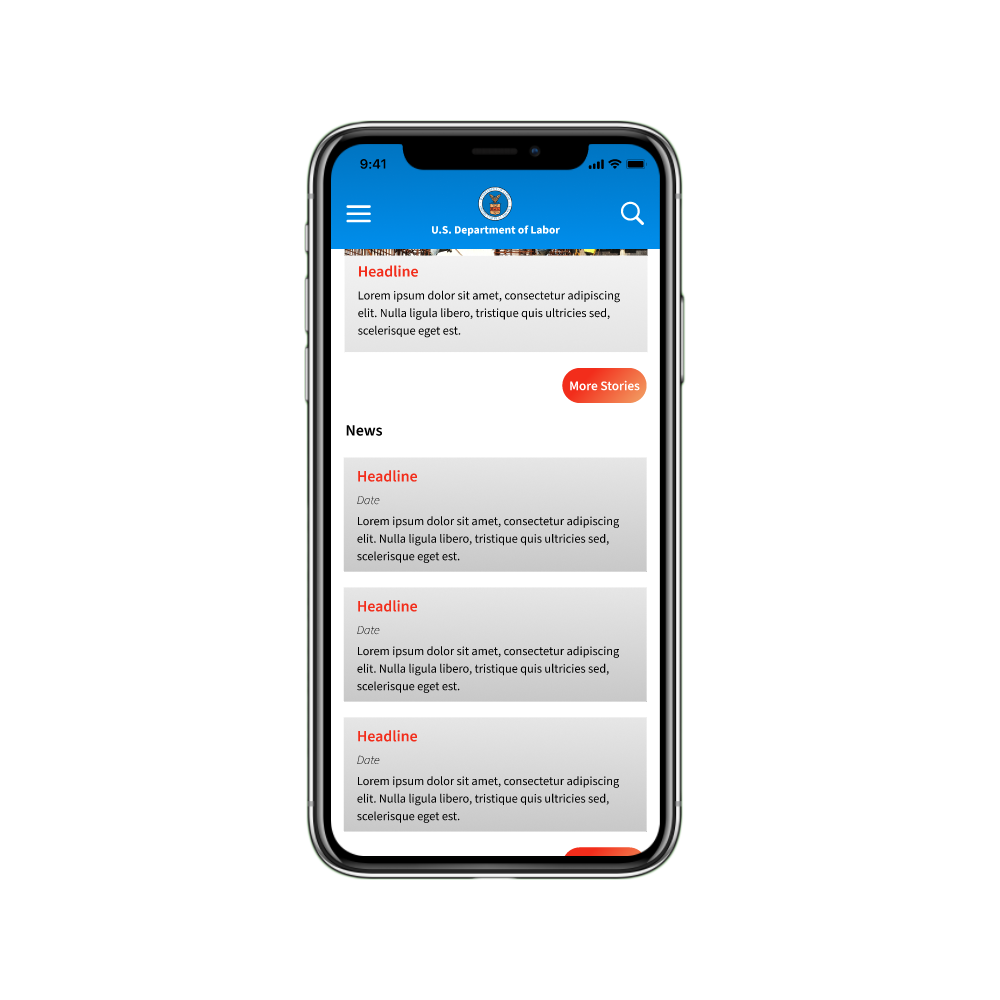 9:41
U.S. Department of Labor
Headline
Lorem ipsum dolor sit amet, consectetur adipiscing
elit. Nulla ligula libero, tristique quis ultricies sed,
scelerisque eget est.
More Stories
News
Headline
Date
Lorem ipsum dolor sit amet, consectetur adipiscing
elit. Nulla ligula libero, tristique quis ultricies sed,
scelerisque eget est.
Headline
Date
Lorem ipsum dolor sit amet, consectetur adipiscing
elit. Nulla ligula libero, tristique quis ultricies sed,
scelerisque eget est.
Headline
Date
Lorem ipsum dolor sit amet, consectetur adipiscing
elit. Nulla ligula libero, tristique quis ultricies sed,
scelerisque eget est.